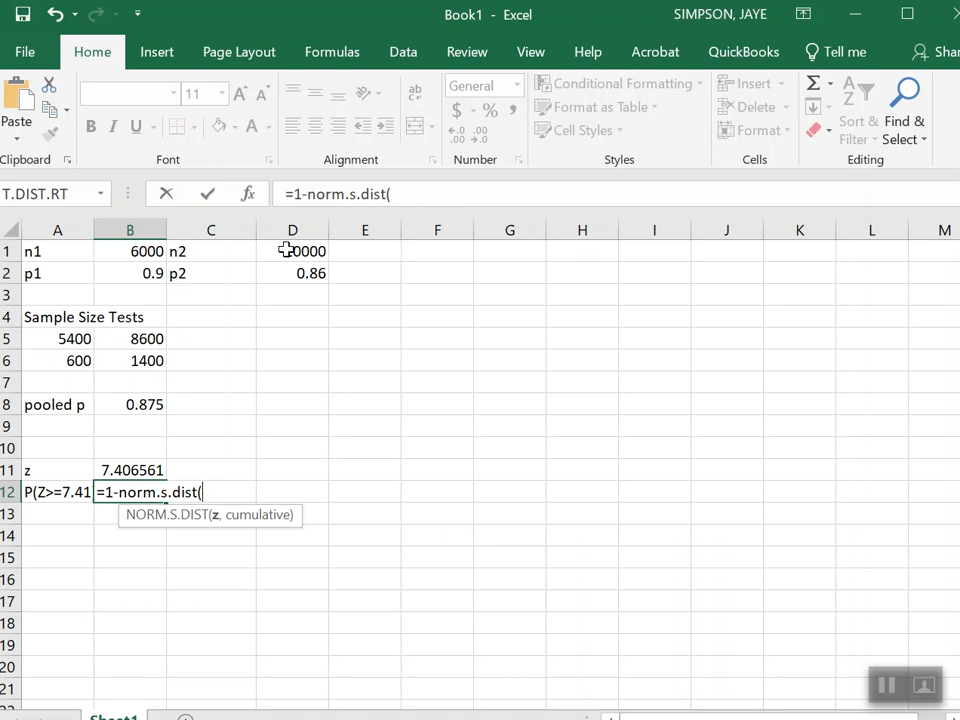 Book1 - Excel
SIMPSON, JAYE
File Home Insert Page Layout Formulas Data Review View Help Acrobat QuickBooks Tell me Shar
Paste
11 A A
ab
General
Conditional Formatting
Insert
Σ
A
B I U
A
c
Format as Table
Delete
Z
$ % ,
Cell Styles
Format
Sort & Find &
Filter Select
Clipboard Font Alignment Number Styles Cells Editing
T.DIST.RT fx =1-norm.s.dist(
A B C D E F G H I J K L M
1 n1 6000 n2 0000
2 p1 0.9 p2 0.86
3
4 Sample Size Tests
5 5400 8600
6 600 1400
7
8 pooled p 0.875
9
10
11 z 7.406561
12 P(Z>=7.41 =1-norm.s.dist(
13 NORM.S.DIST(z, cumulative)
14
15
16
17
18
19
20
21
Sheet1